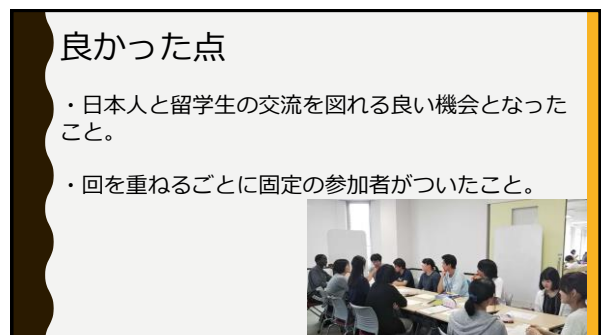 良かった点
・日本人と留学生の交流を図れる良い機会となった
こと。
・回を重ねるごとに固定の参加者がついたこと。